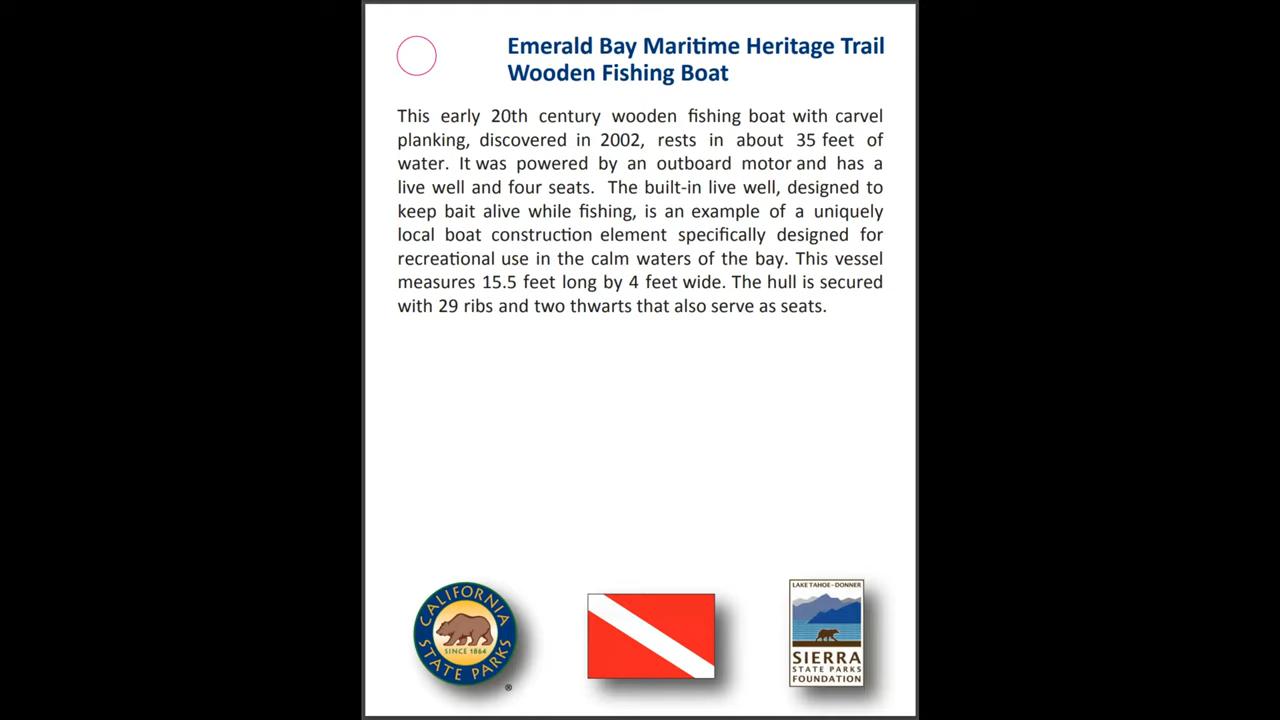 Emerald Bay Maritime Heritage Trail
Wooden Fishing Boat
This early 20th century wooden fishing boat with carvel
planking, discovered in 2002, rests in about 35 feet of
water. It was powered by an outboard motor and has a
live well and four seats. The built-in live well, designed to
keep bait alive while fishing, is an example of a uniquely
local boat construction element specifically designed for
recreational use in the calm waters of the bay. This vessel
measures 15.5 feet long by 4 feet wide. The hull is secured
with 29 ribs and two thwarts that also serve as seats.
CALIFORNIA
SINCE 1864
STATE PARKS
®
LAKE TAHOE - DONNER
SIERRA
STATE PARKS
FOUNDATION